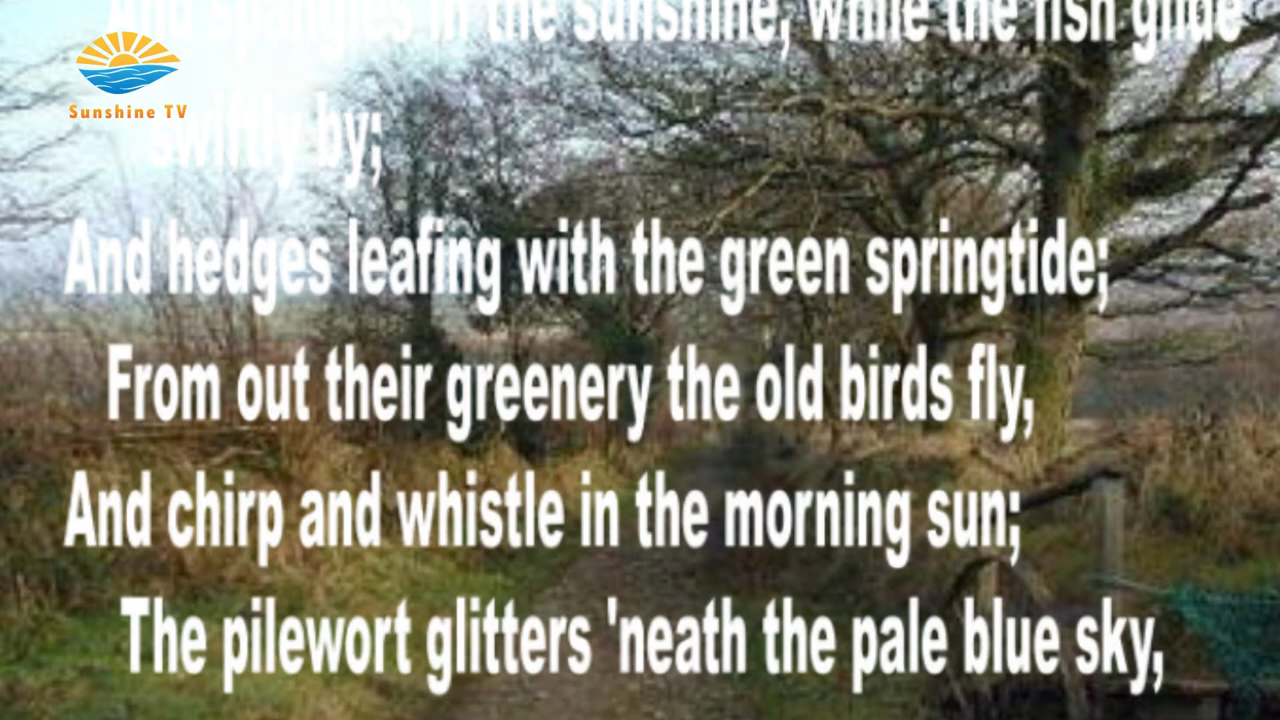 And spangles in the sunshine, while the fish glide
Sunshine TV
swiftly by;
And hedges leafing with the green springtide;
From out their greenery the old birds fly,
And chirp and whistle in the morning sun;
The pilewort glitters 'neath the pale blue sky,